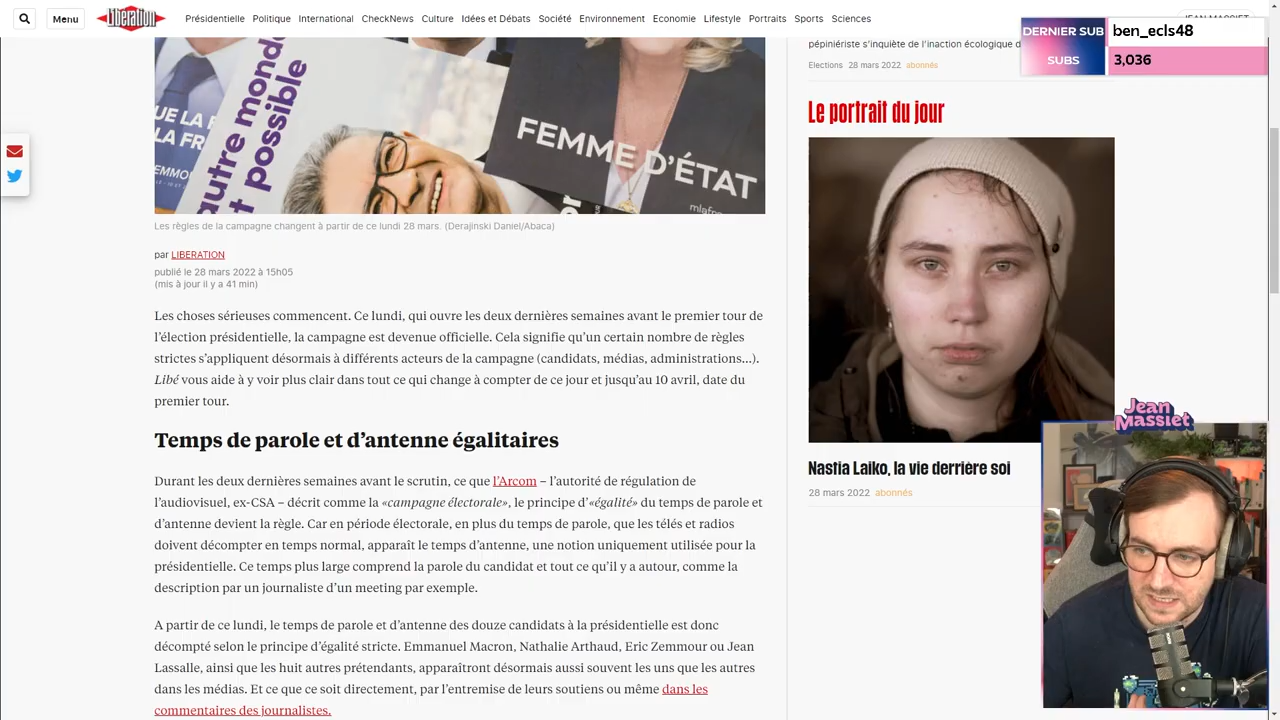 Menu
Libération
Présidentielle Politique International CheckNews Culture Idées et Débats Société Environnement Economie Lifestyle Portraits Sports Sciences
DERNIER SUB
ben_ecls48
SUBS
3,036
autre monde
possible
FEMME D'ÉTAT
Les règles de la campagne changent à partir de ce lundi 28 mars. (Derajinski Daniel/Abaca)
par LIBERATION
publié le 28 mars 2022 à 15h05
(mis à jour il y a 41 min)
Les choses sérieuses commencent. Ce lundi, qui ouvre les deux dernières semaines avant le premier tour de
l'élection présidentielle, la campagne est devenue officielle. Cela signifie qu'un certain nombre de règles
strictes s'appliquent désormais à différents acteurs de la campagne (candidats, médias, administrations...).
Libé vous aide à y voir plus clair dans tout ce qui change à compter de ce jour et jusqu'au 10 avril, date du
premier tour.
Temps de parole et d'antenne égalitaires
Durant les deux dernières semaines avant le scrutin, ce que l'Arcom – l'autorité de régulation de
l'audiovisuel, ex-CSA – décrit comme la «campagne électorale», le principe d'«égalité» du temps de parole et
d'antenne devient la règle. Car en période électorale, en plus du temps de parole, que les télés et radios
doivent décompter en temps normal, apparaît le temps d'antenne, une notion uniquement utilisée pour la
présidentielle. Ce temps plus large comprend la parole du candidat et tout ce qu'il y a autour, comme la
description par un journaliste d'un meeting par exemple.
A partir de ce lundi, le temps de parole et d'antenne des douze candidats à la présidentielle est donc
décompté selon le principe d'égalité stricte. Emmanuel Macron, Nathalie Arthaud, Eric Zemmour ou Jean
Lassalle, ainsi que les huit autres prétendants, apparaîtront désormais aussi souvent les uns que les autres
dans les médias. Et ce que ce soit directement, par l'entremise de leurs soutiens ou même dans les
commentaires des journalistes.
pépiniériste s'inquiète de l'inaction écologique
Elections 28 mars 2022 abonnés
Le portrait du jour
Nastia Laiko, la vie derrière soi
28 mars 2022 abonnés
Jean
Massiet